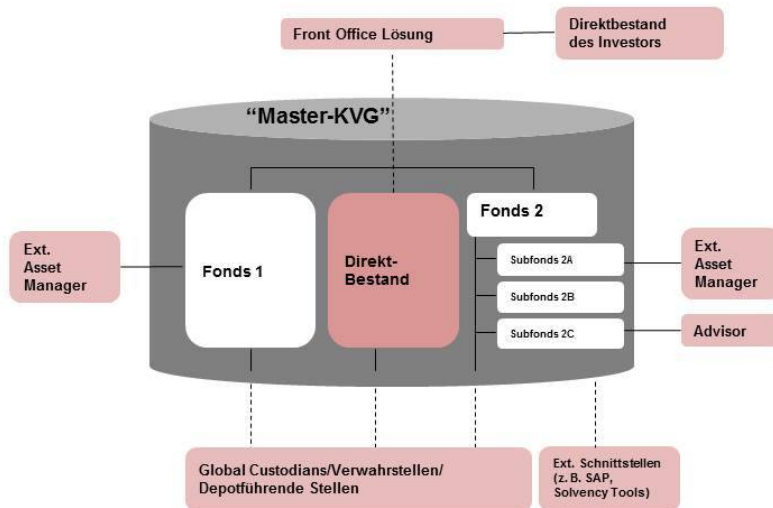 Front Office Lösung
Direktbestand
des Investors
“Master-KVG”
Ext.
Asset
Manager
Fonds 1
Direkt-
Bestand
Fonds 2
Subfonds 2A
Subfonds 2B
Subfonds 2C
Ext.
Asset
Manager
Advisor
Global Custodians/Verwahrstellen/
Depotführende Stellen
Ext. Schnittstellen
(z. B. SAP,
Solvency Tools)